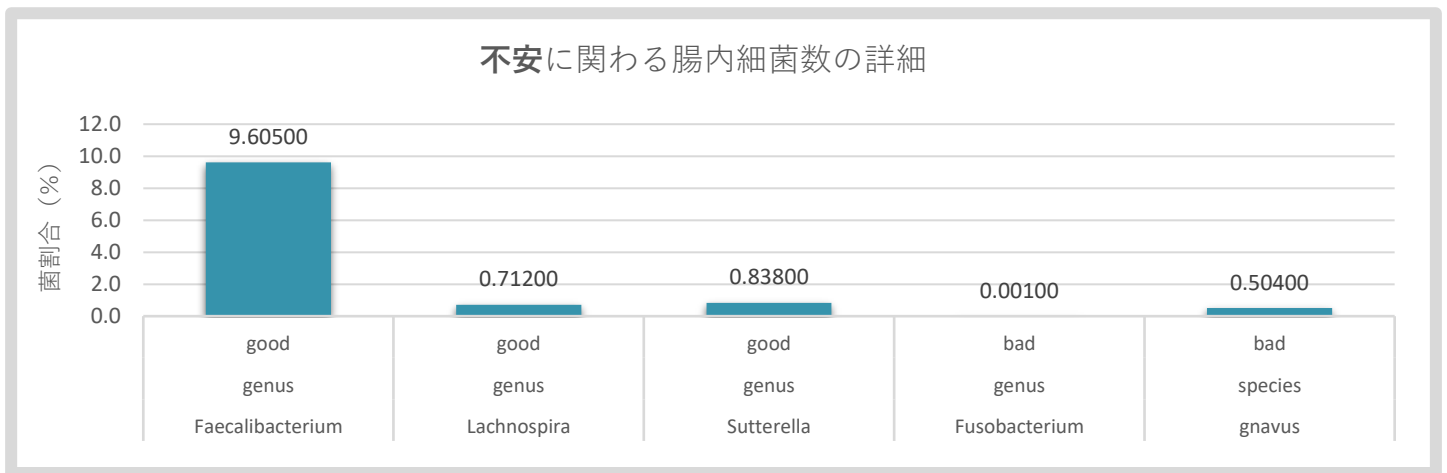 不安に関わる腸内細菌数の詳細
12.0
10.0
8.0
6.0
4.0
2.0
0.0
菌割合（%）
9.60500
0.71200
0.83800
0.00100
0.50400
good good good bad bad
genus genus genus genus species
Faecalibacterium Lachnospira Sutterella Fusobacterium gnavus